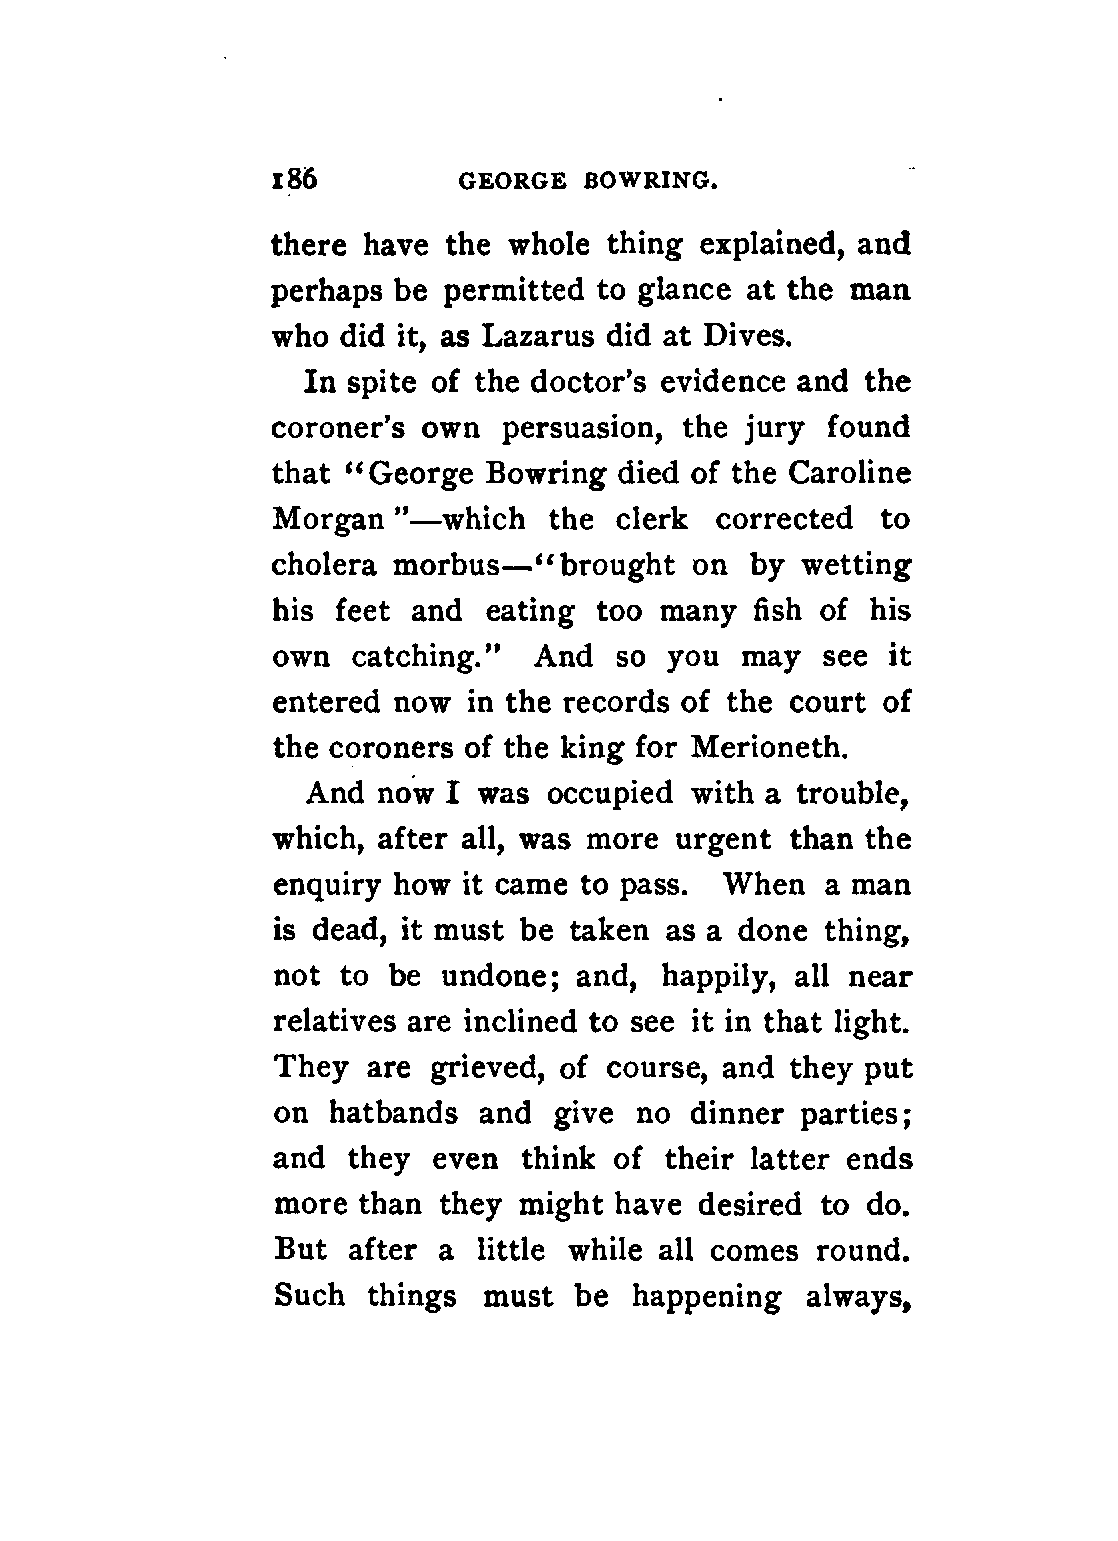 186 GEORGE BOWRING.
there have the whole thing explained, and
perhaps be permitted to glance at the man
who did it, as Lazarus did at Dives.
In spite of the doctor's evidence and the
coroner's own persuasion, the jury found
that "George Bowring died of the Caroline
Morgan"—which the clerk corrected to
cholera morbus—"brought on by wetting
his feet and eating too many fish of his
own catching." And so you may see it
entered now in the records of the court of
the coroners of the king for Merioneth.
And now I was occupied with a trouble,
which, after all, was more urgent than the
enquiry how it came to pass. When a man
is dead, it must be taken as a done thing,
not to be undone; and, happily, all near
relatives are inclined to see it in that light.
They are grieved, of course, and they put
on hatbands and give no dinner parties;
and they even think of their latter ends
more than they might have desired to do.
But after a little while all comes round.
Such things must be happening always,